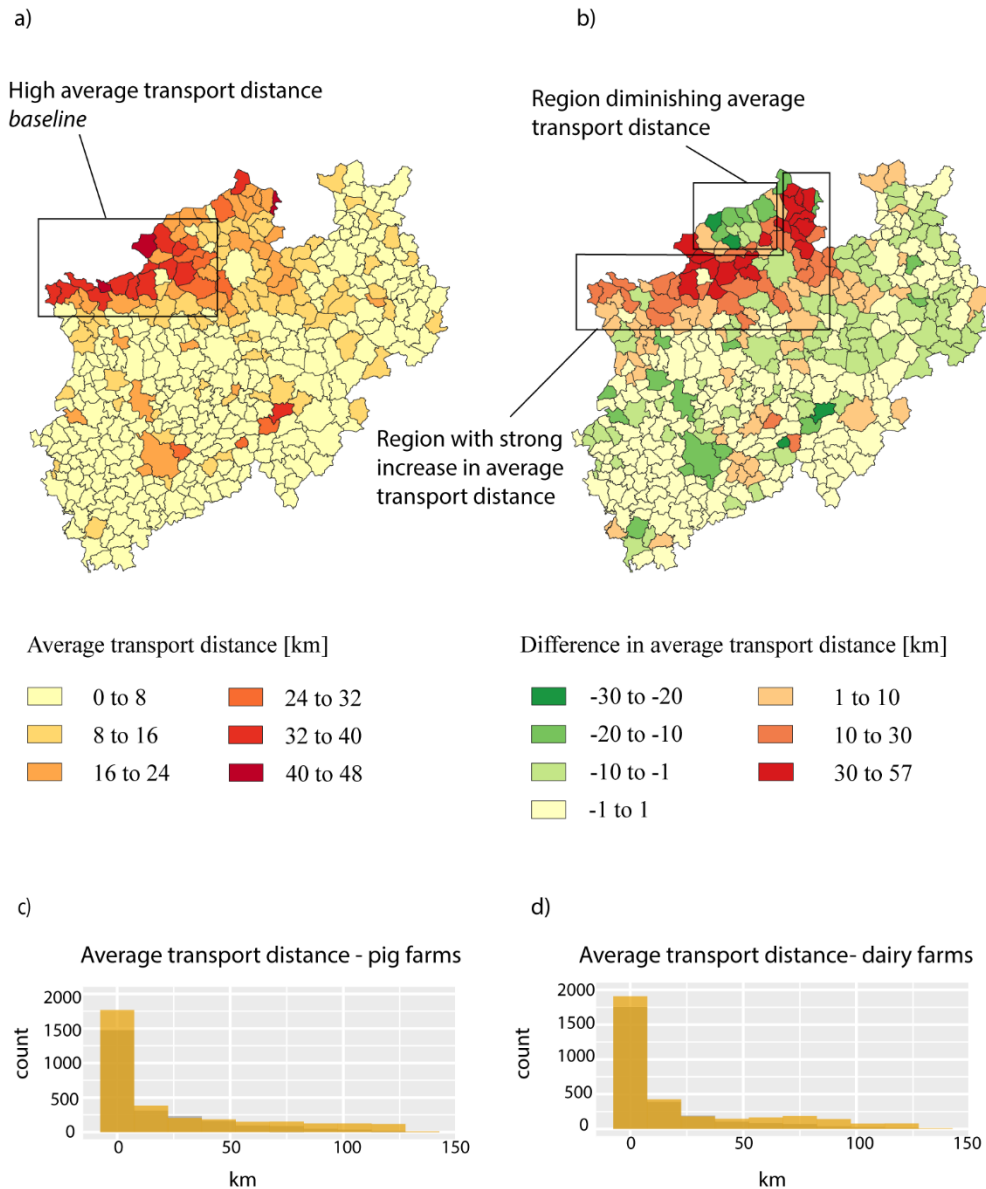 a)
b)
High average transport distance
baseline
Region diminishing average
transport distance
Region with strong
increase in average
transport distance
Average transport distance [km]
0 to 8
24 to 32
8 to 16
32 to 40
16 to 24
40 to 48
Difference in average transport distance [km]
-30 to -20
1 to 10
-20 to -10
10 to 30
-10 to -1
30 to 57
-1 to 1
c)
Average transport distance - pig farms
2000
1500
1000
500
0
count
0
50
100
150
km
d)
Average transport distance- dairy farms
2000
1500
1000
500
0
count
0
50
100
150
km